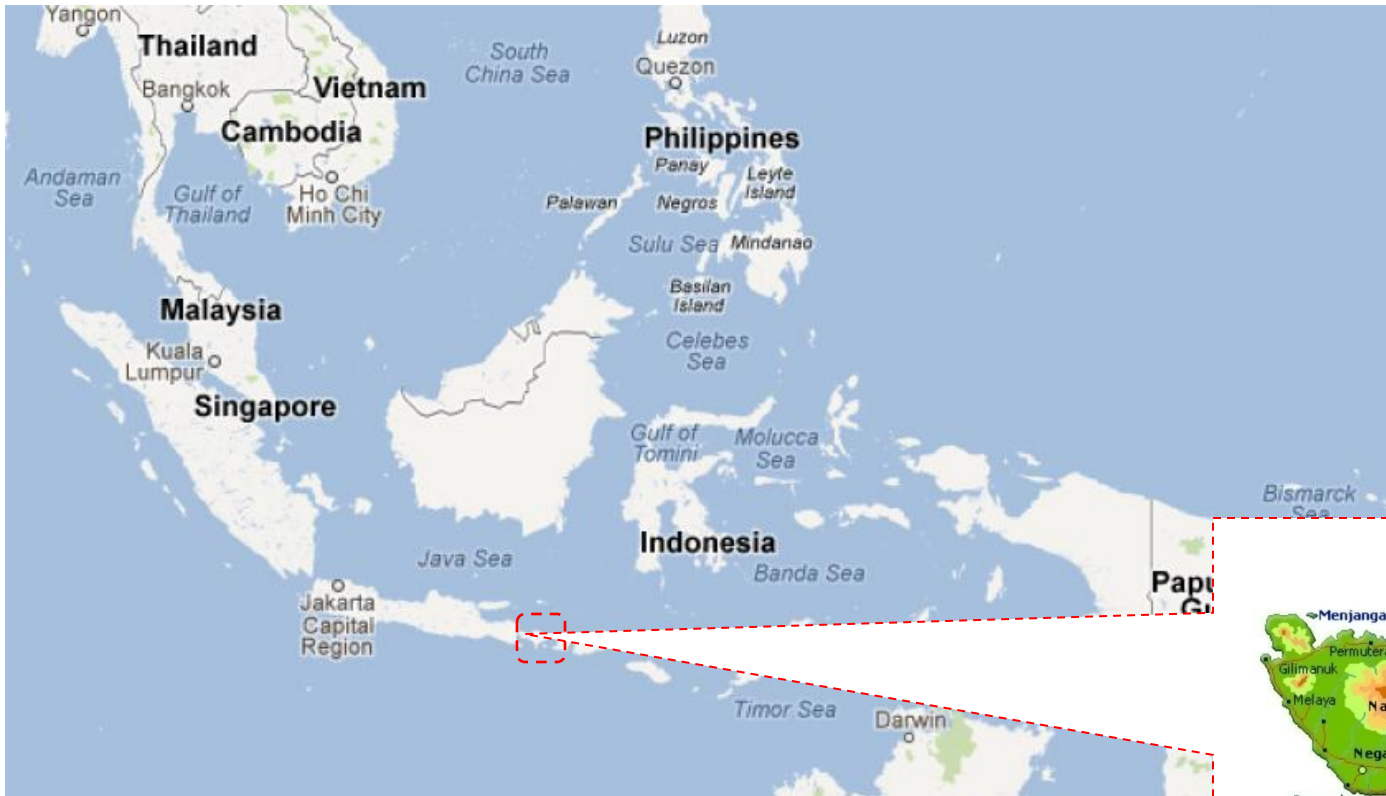 Yangon
Thailand
Bangkok
Vietnam
Cambodia
Ho Chi
Minh City
Andaman
Sea
Gulf of
Thailand
South
China Sea
Luzon
Quezon
Philippines
Panay
Leyte
Island
Palawan
Negros
Sulu Sea
Mindanao
Basilan
Island
Celebes
Sea
Malaysia
Kuala
Lumpur
Singapore
Gulf of
Tomini
Molucca
Sea
Bismarck
Sea
Java Sea
Indonesia
Banda Sea
Jakarta
Capital
Region
Timor Sea
Darwin
Gilimanuk
Melaya